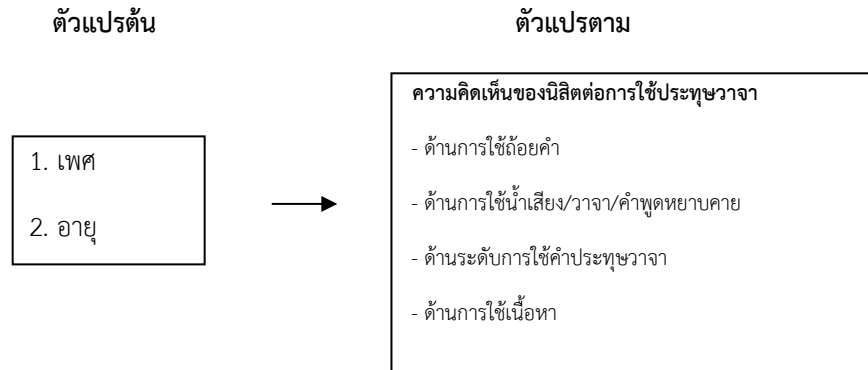 ตัวแปรต้น
ตัวแปรตาม
1. เพศ
2. อายุ
ความคิดเห็นของนิสิตต่อการใช้ประทุษวาจา
- ด้านการใช้ถ้อยคำ
- ด้านการใช้น้ำเสียง/วาจา/คำพูดหยาบคาย
- ด้านระดับการใช้คำประทุษวาจา
- ด้านการใช้เนื้อหา